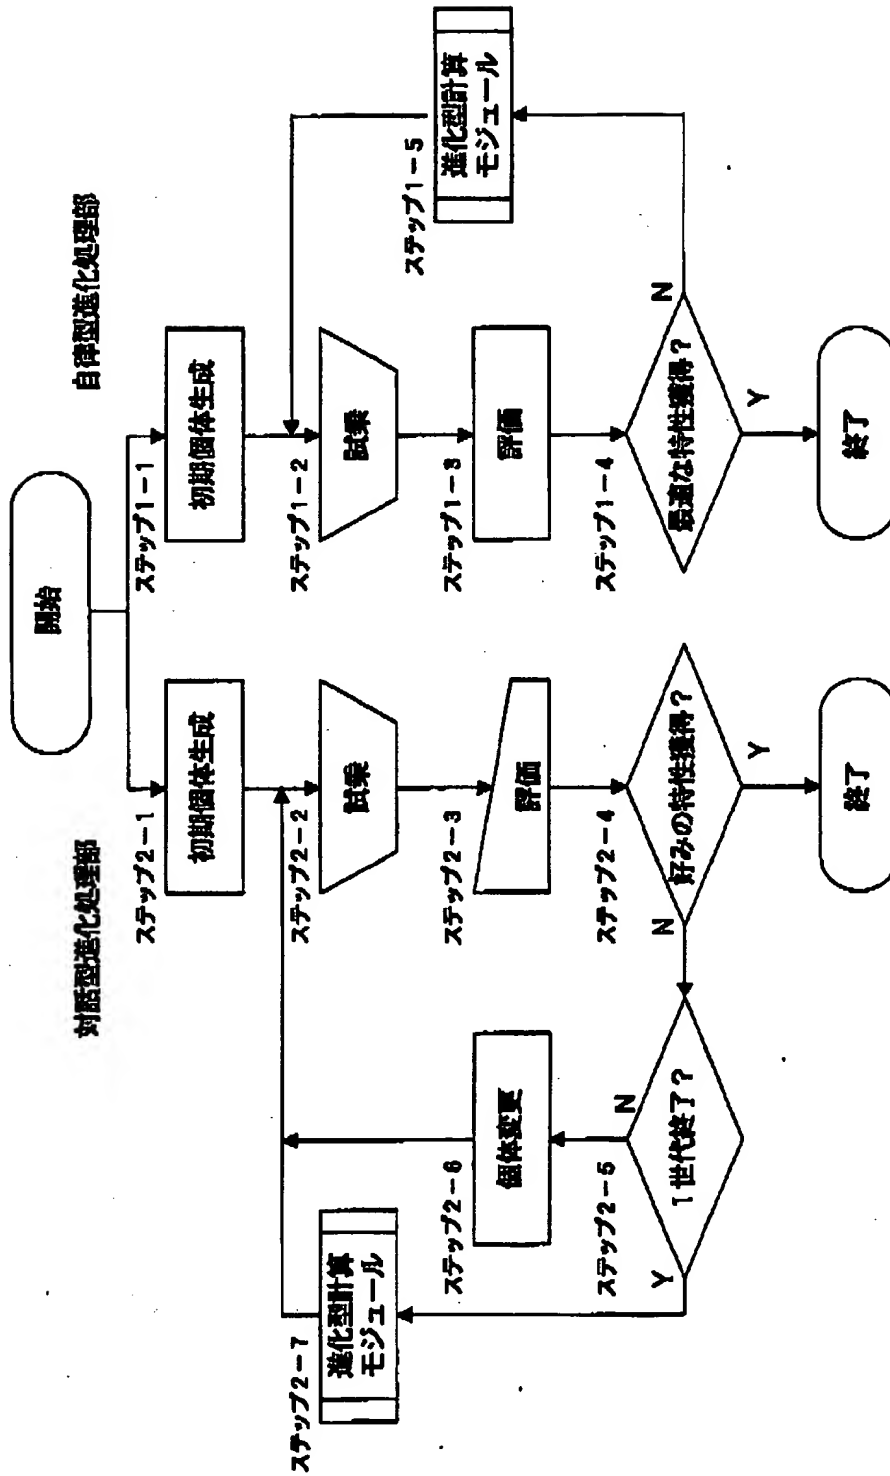 開始
対話型進化処理部
自律型進化処理部
ステップ2-1
初期個体生成
ステップ2-2
試乗
ステップ2-3
評価
ステップ2-4
好みの特性獲得?
N
Y
終了
ステップ2-5
1世代終了?
N
Y
ステップ2-6
個体変更
ステップ2-7
進化型計算
モジュール
ステップ1-1
初期個体生成
ステップ1-2
試乗
ステップ1-3
評価
ステップ1-4
最適な特性獲得?
N
Y
終了
ステップ1-5
進化型計算
モジュール